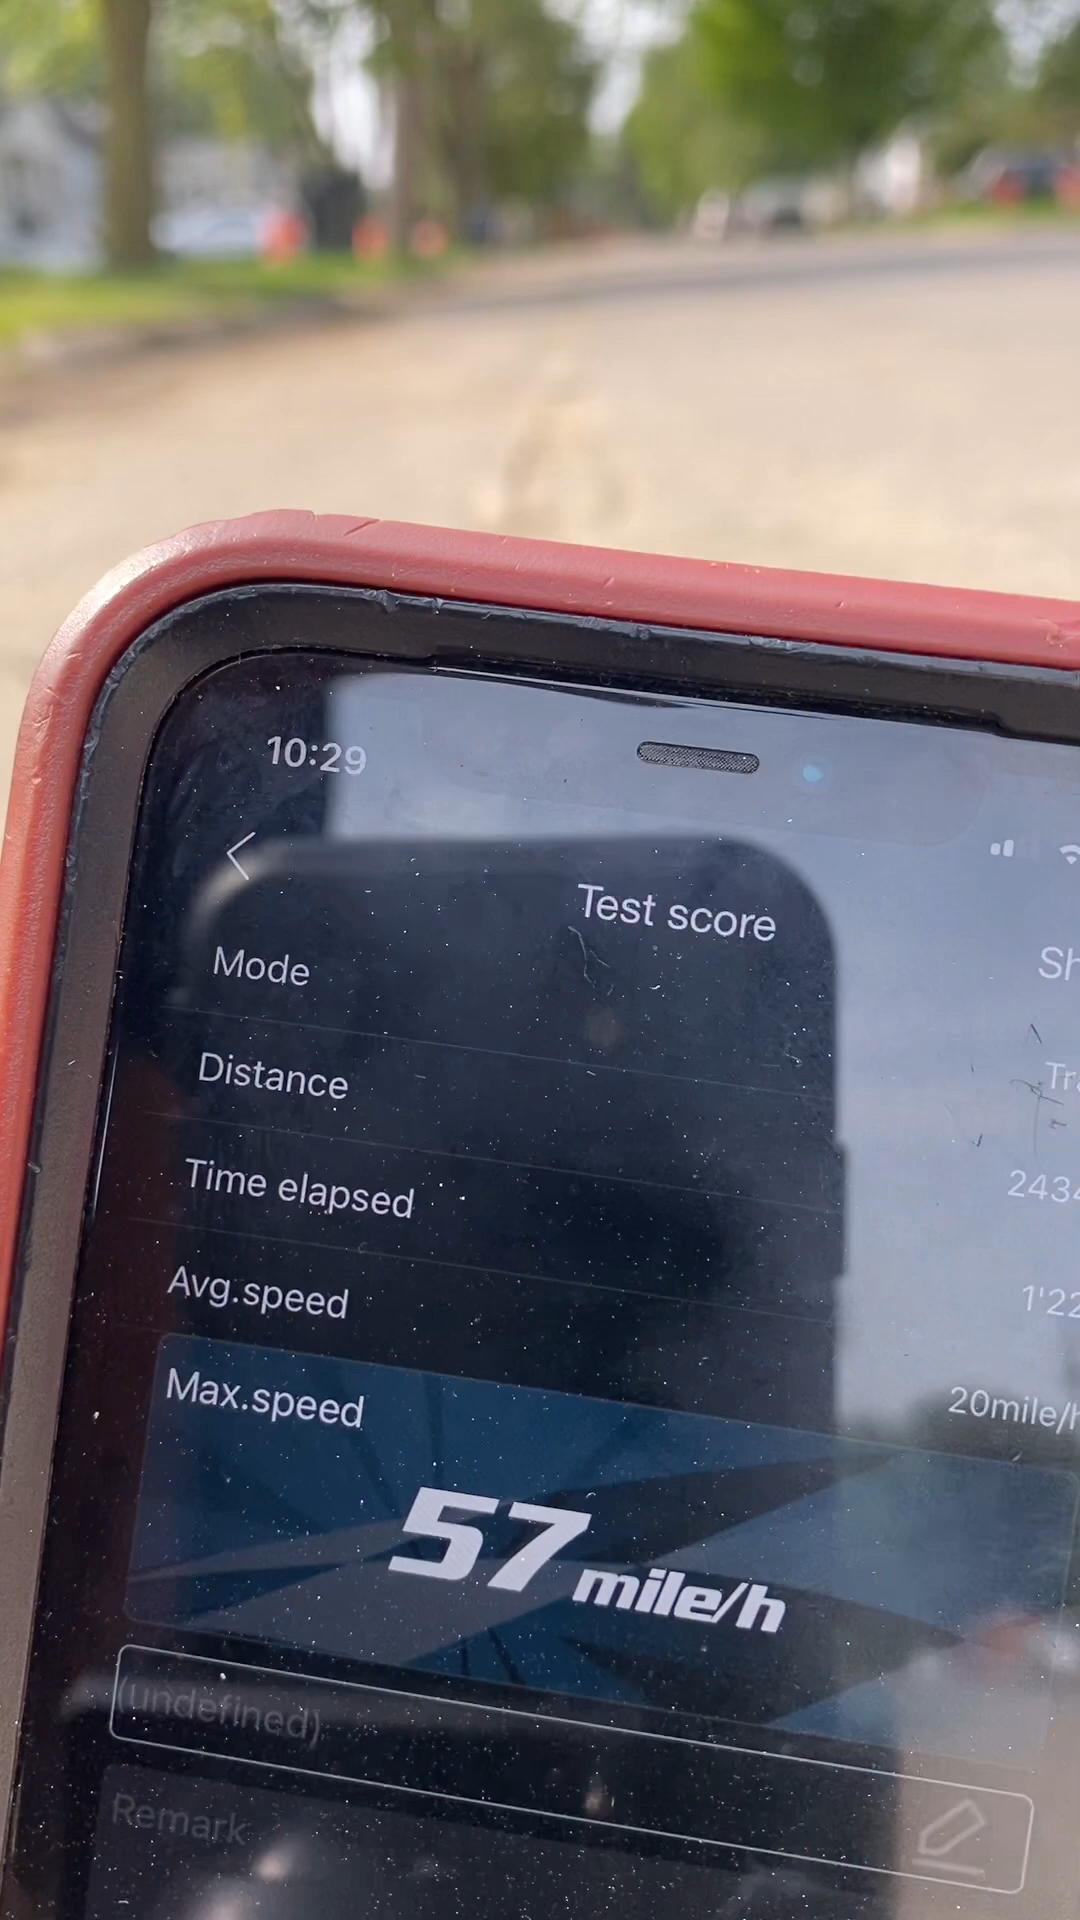 10:29
Test score
Mode
Distance
Time elapsed
Avg.speed
20mile/h
Max.speed
57 mile/h
(undefined)
Remark